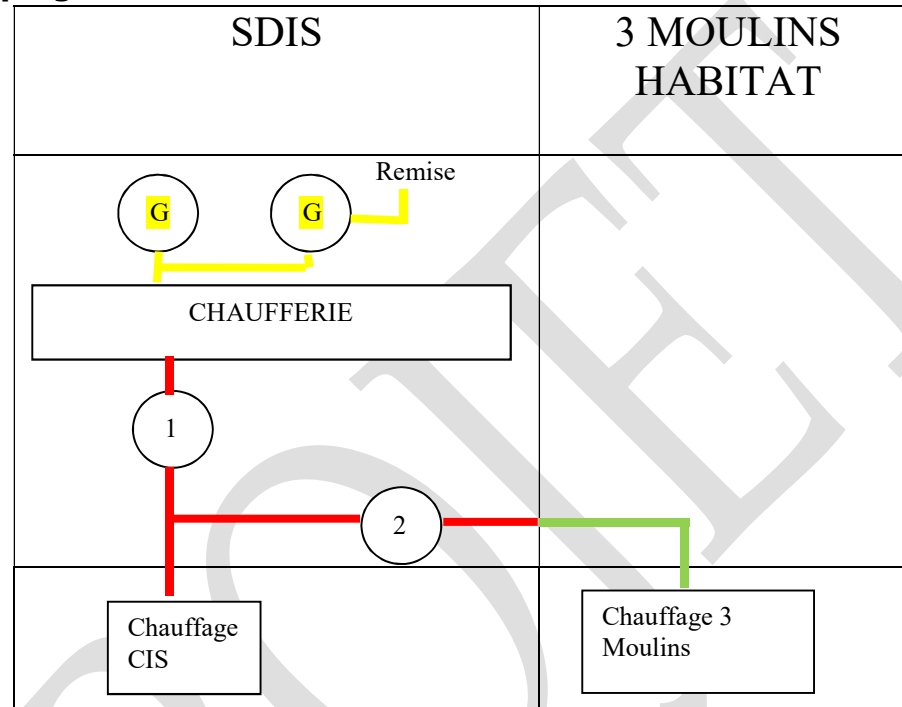 SDIS
3 MOULINS
HABITAT
Remise
G
G
CHAUFFERIE
1
2
Chauffage
CIS
Chauffage 3
Moulins